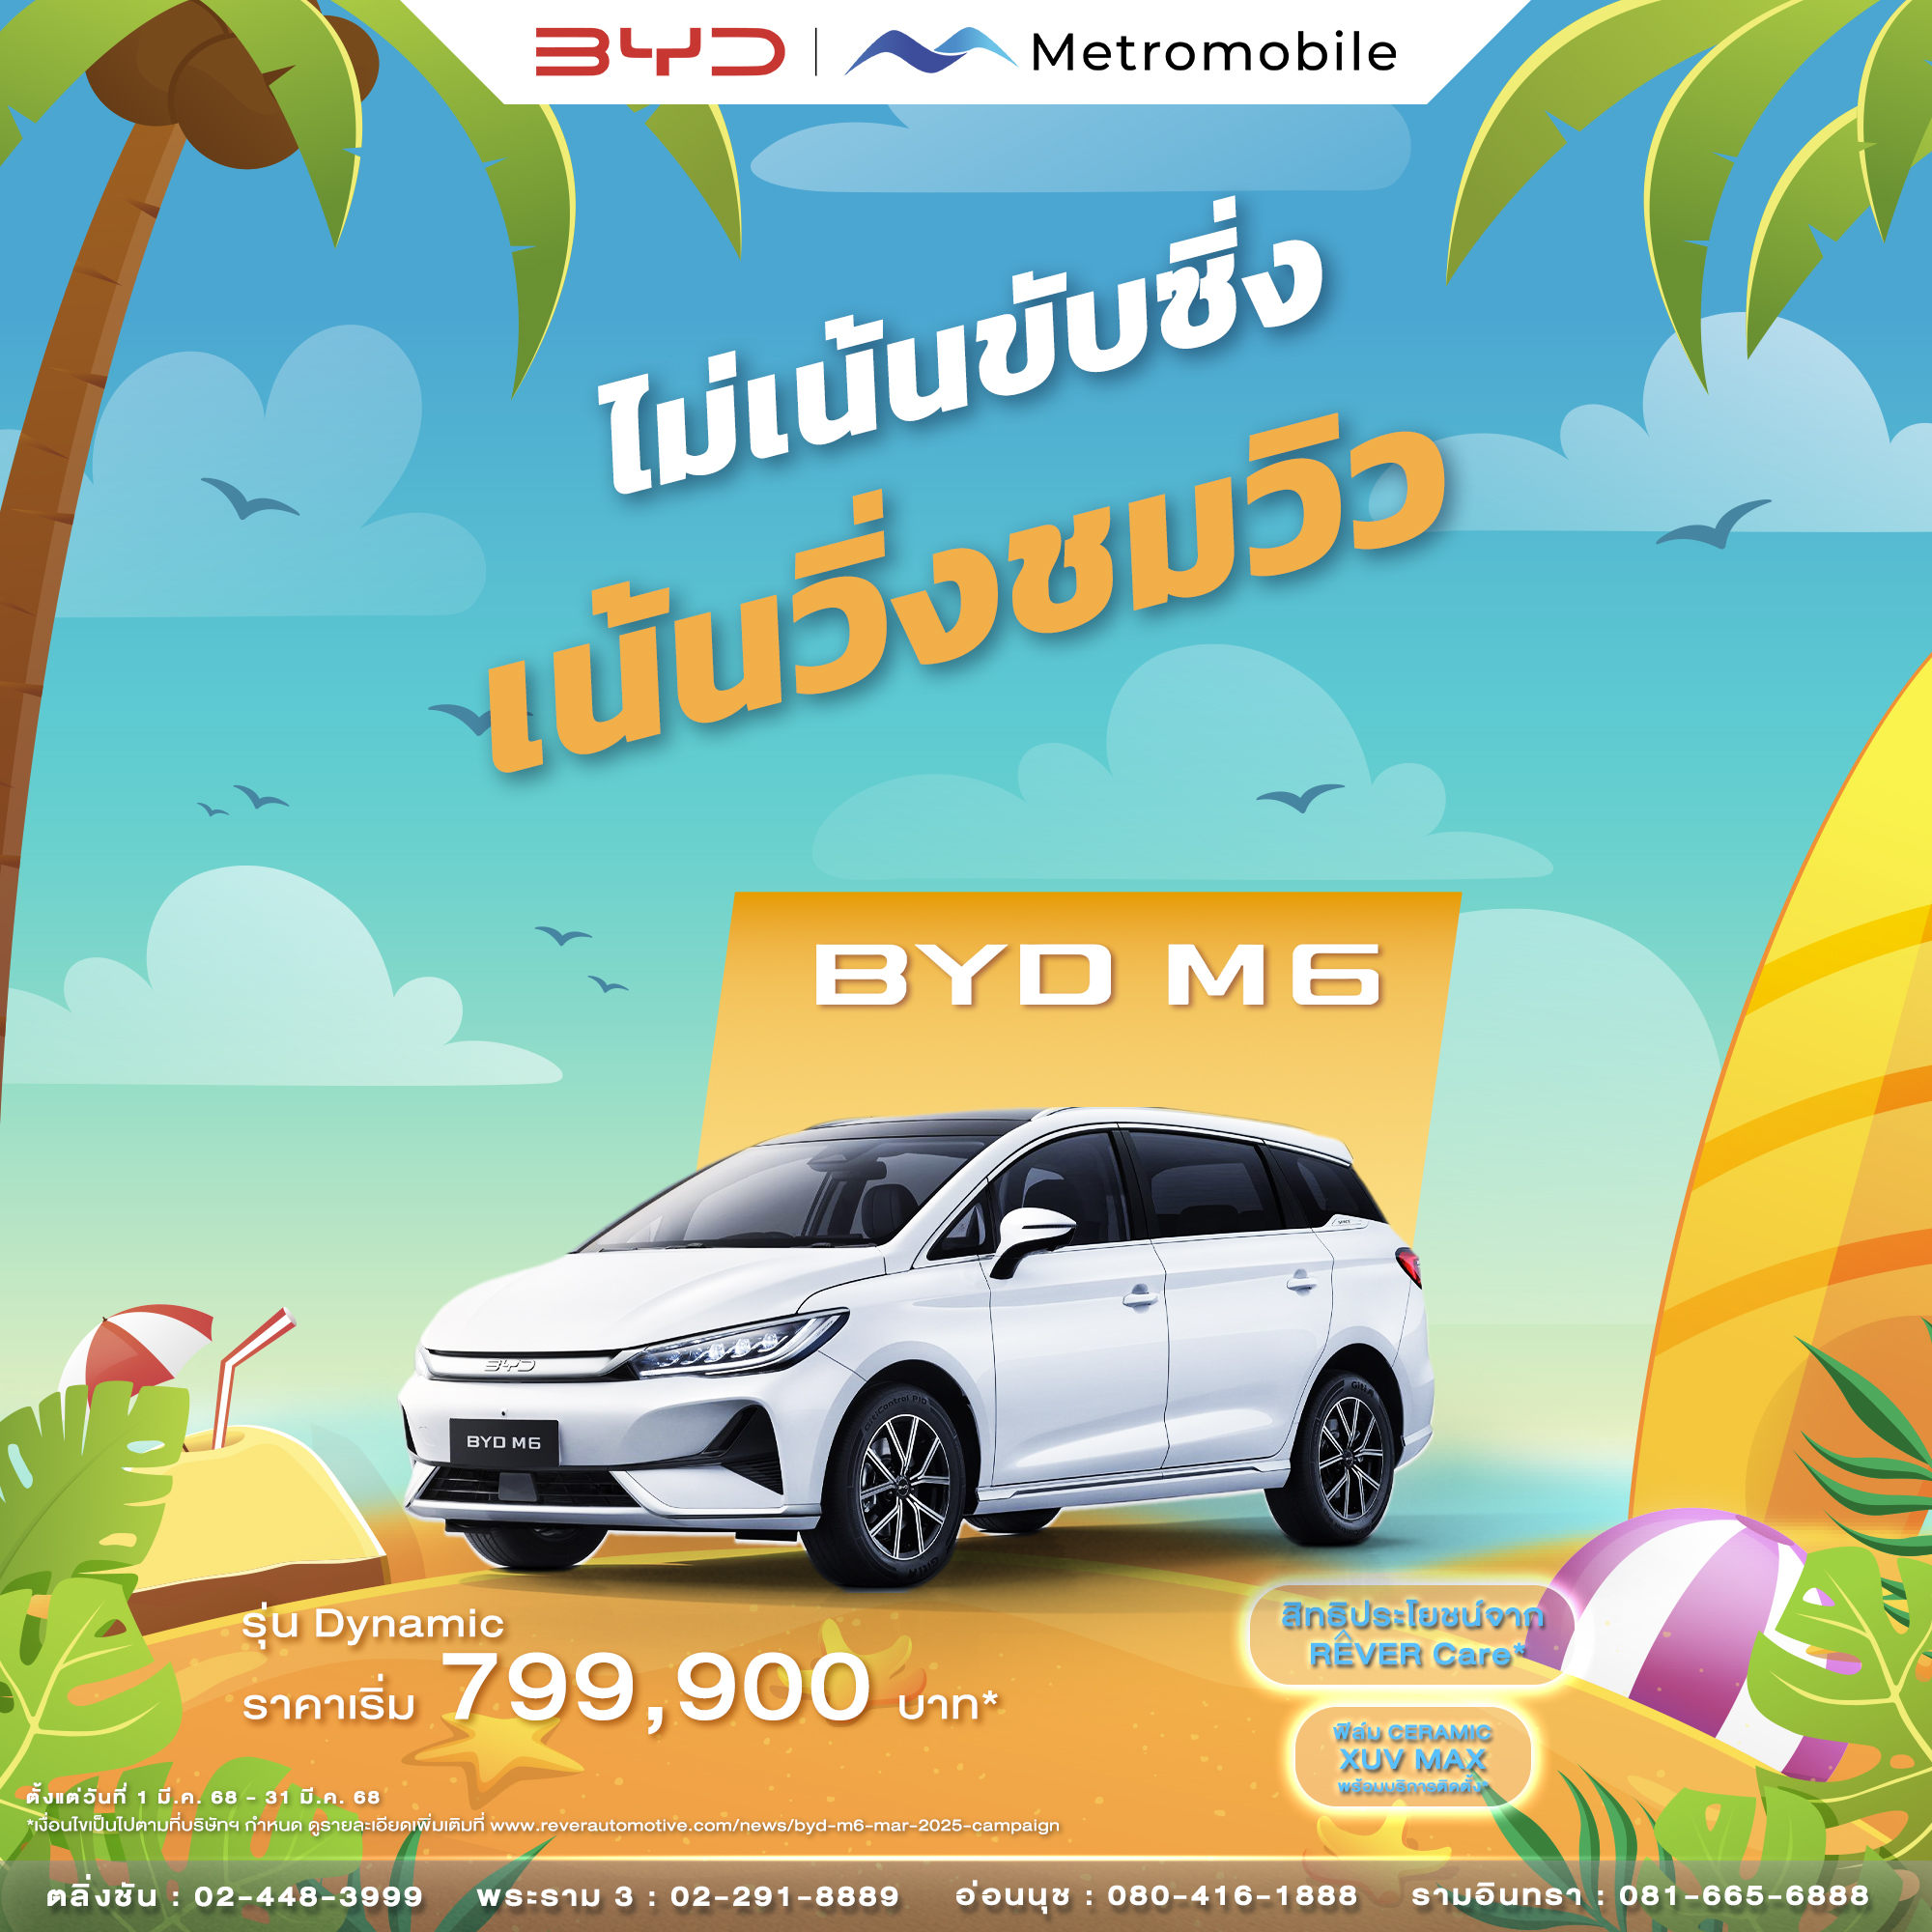 BYD | Metromobile
ไม่เน้นขับซิ่ง
เน้นวิ่งชมวิว
BYD M6
BYD
BYD M6
รุ่น Dynamic
ราคาเริ่ม 799,900 บาท*
สิทธิประโยชน์จาก
RÊVER Care*
ฟิล์ม CERAMIC
XUV MAX
พร้อมบริการติดตั้ง*
ตั้งแต่วันที่ 1 มี.ค. 68 - 31 มี.ค. 68
*เงื่อนไขเป็นไปตามที่บริษัทฯ กำหนด ดูรายละเอียดเพิ่มเติมที่ www.reverautomotive.com/news/byd-m6-mar-2025-campaign
ตลิ่งชัน : 02-448-3999 พระราม 3 : 02-291-8889 อ่อนนุช : 080-416-1888 รามอินทรา : 081-665-6888